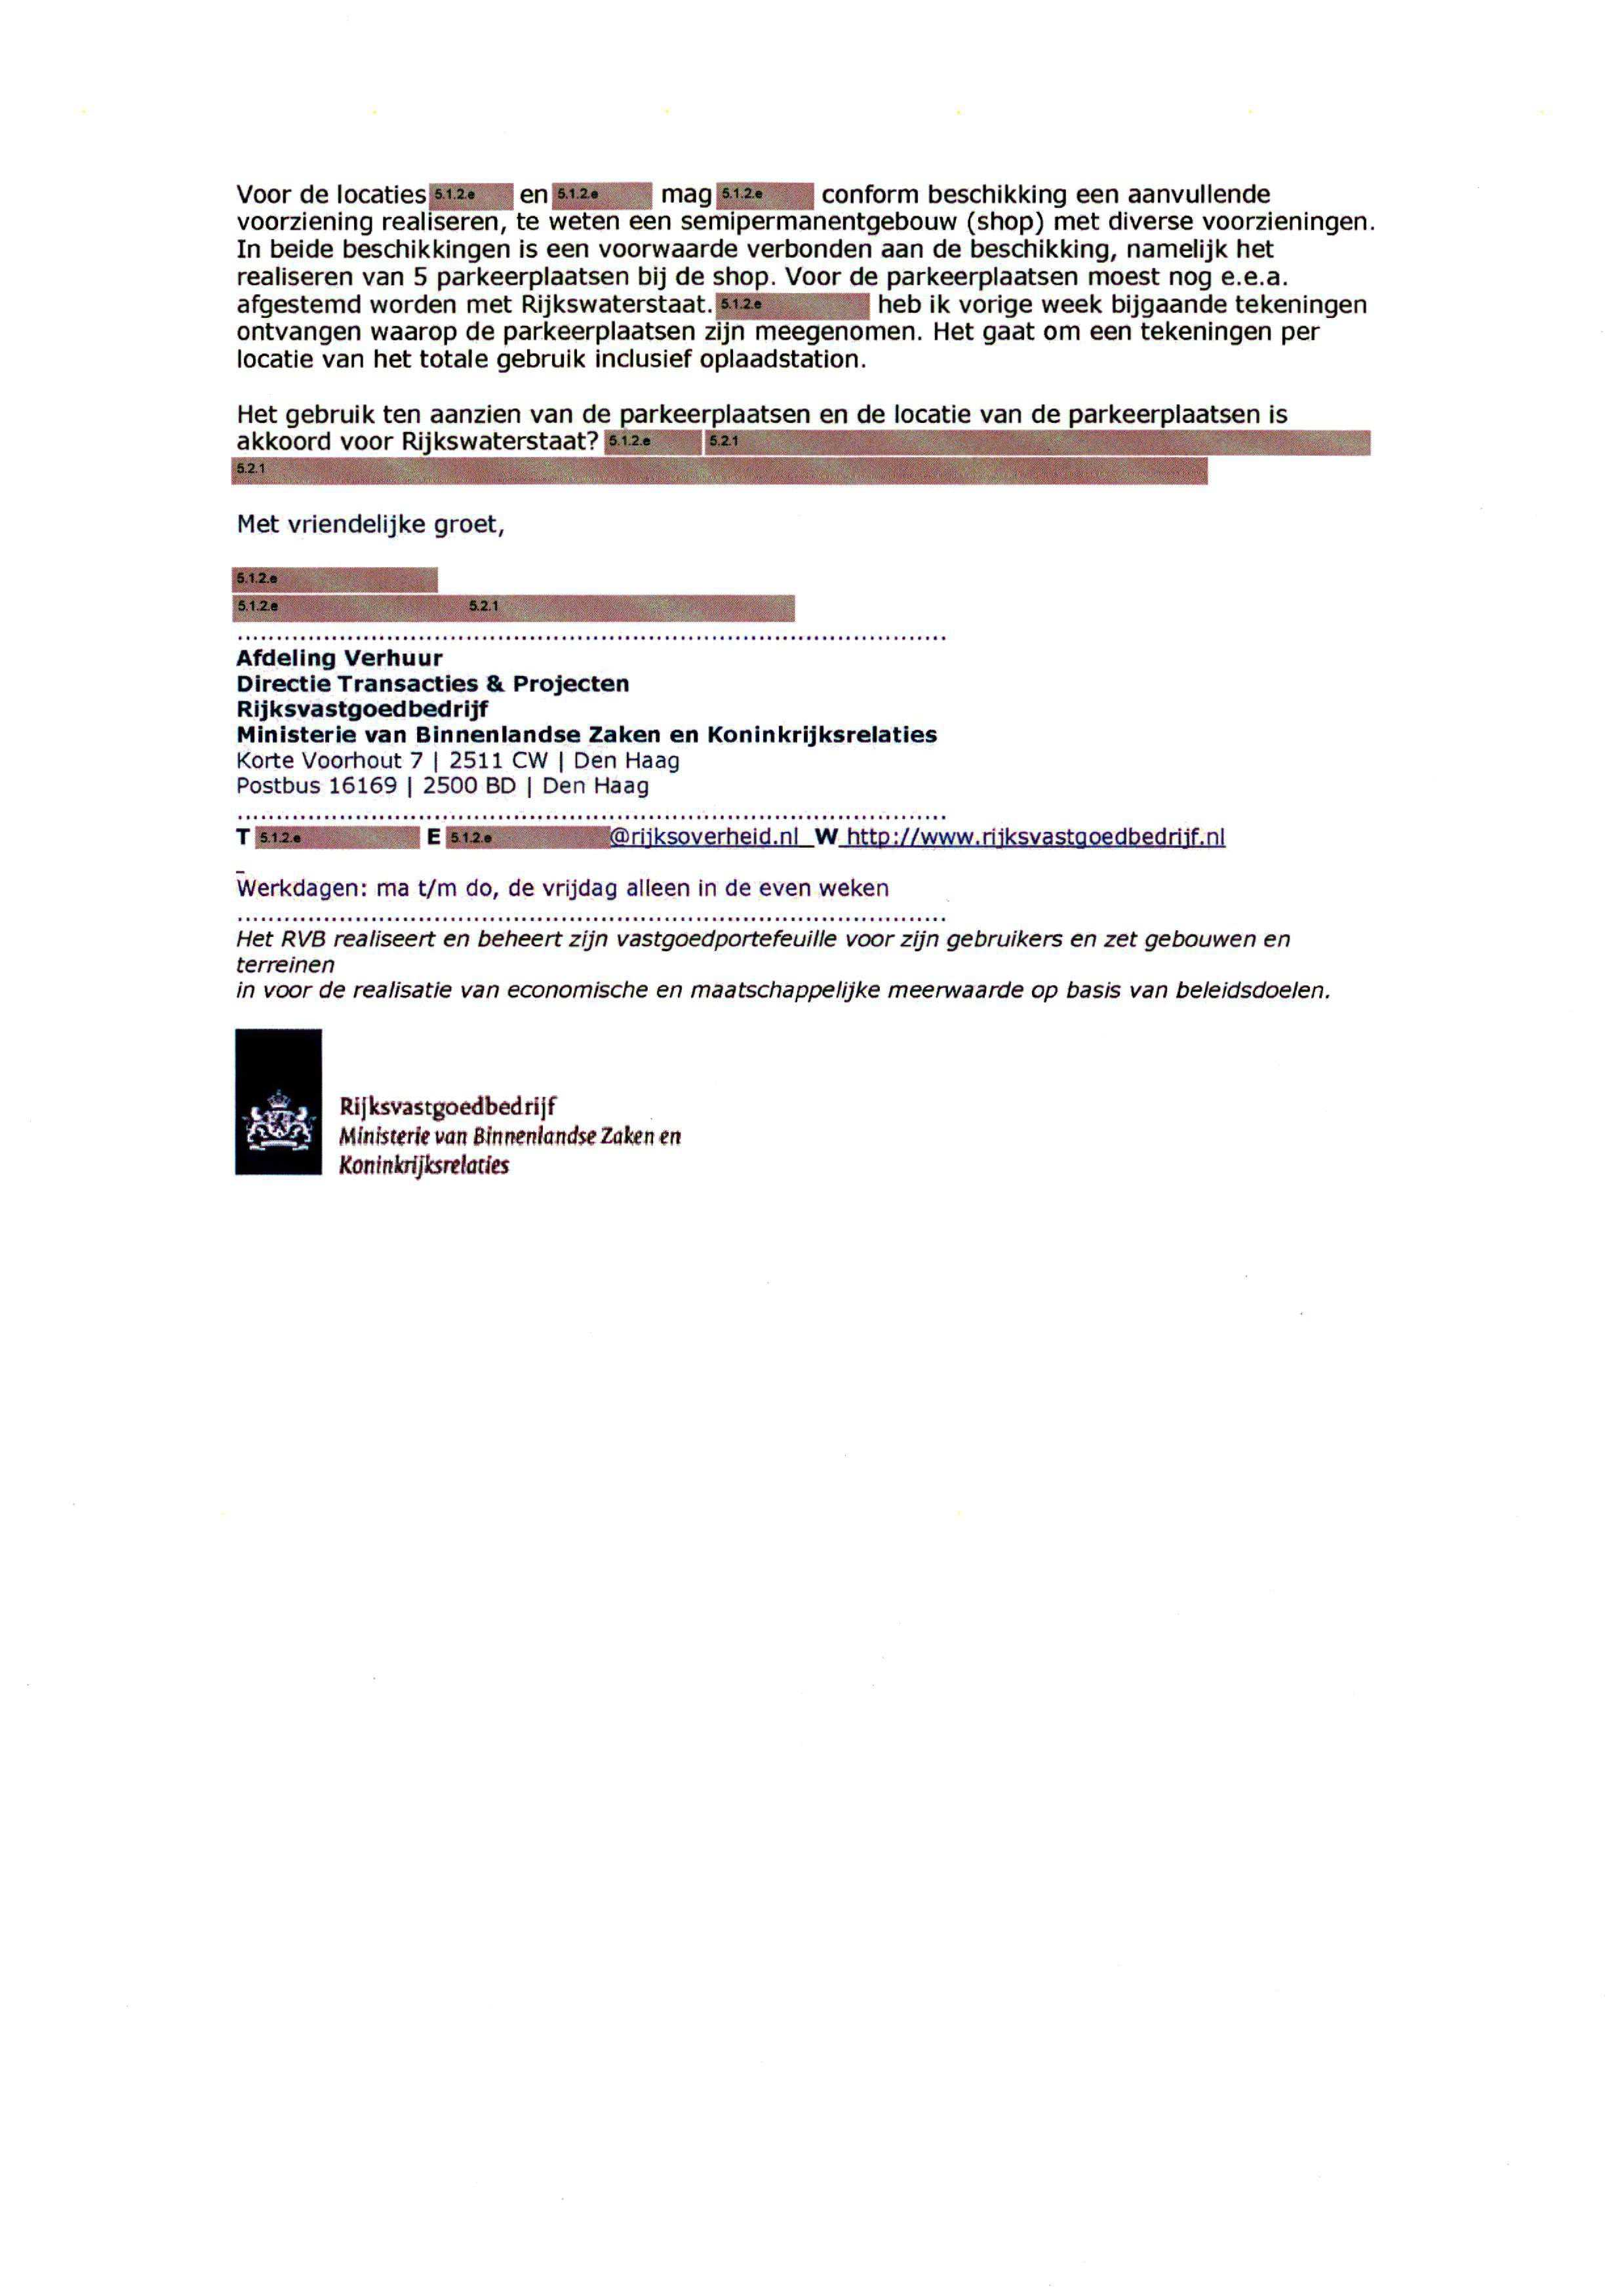 Voor de locaties 5.1.2.e en 5.1.2.e mag 5.1.2.e conform beschikking een aanvullende
voorziening realiseren, te weten een semipermanentgebouw (shop) met diverse voorzieningen.
In beide beschikkingen is een voorwaarde verbonden aan de beschikking, namelijk het
realiseren van 5 parkeerplaatsen bij de shop. Voor de parkeerplaatsen moest nog e.e.a.
afgestemd worden met Rijkswaterstaat. 5.1.2.e heb ik vorige week bijgaande tekeningen
ontvangen waarop de parkeerplaatsen zijn meegenomen. Het gaat om een tekeningen per
locatie van het totale gebruik inclusief oplaadstation.
Het gebruik ten aanzien van de parkeerplaatsen en de locatie van de parkeerplaatsen is
akkoord voor Rijkswaterstaat? 5.1.2.e 5.2.1
5.2.1
Met vriendelijke groet,
5.1.2.e
5.1.2.e 5.2.1
Afdeling Verhuur
Directie Transacties & Projecten
Rijksvastgoedbedrijf
Ministerie van Binnenlandse Zaken en Koninkrijksrelaties
Korte Voorhout 7 | 2511 CW | Den Haag
Postbus 16169 | 2500 BD | Den Haag
T 5.1.2.e E 5.1.2.e @rijksoverheid.nl W http://www.rijksvastgoedbedrijf.nl
Werkdagen: ma t/m do, de vrijdag alleen in de even weken
Het RVB realiseert en beheert zijn vastgoedportefeuille voor zijn gebruikers en zet gebouwen en
terreinen
in voor de realisatie van economische en maatschappelijke meerwaarde op basis van beleidsdoelen.
Rijksvastgoedbedrijf
Ministerie van Binnenlandse Zaken en
Koninkrijksrelaties